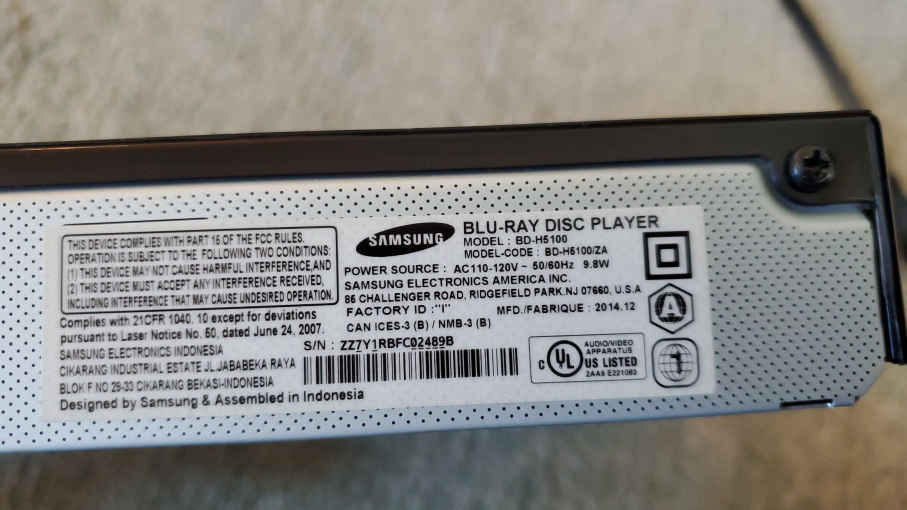 THIS DEVICE COMPLIES WITH PART 15 OF THE FCC RULES.
OPERATION IS SUBJECT TO THE FOLLOWING TWO CONDITIONS:
(1) THIS DEVICE MAY NOT CAUSE HARMFUL INTERFERENCE,AND
(2) THIS DEVICE MUST ACCEPT ANY INTERFERENCE RECEIVED,
INCLUDING INTERFERENCE THAT MAY CAUSE UNDESIRED OPERATION.
Complies with 21CFR 1040. 10 except for deviations
pursuant to Laser Notice No. 50, dated June 24, 2007.
SAMSUNG ELECTRONICS INDONESIA
CIKARANG INDUSTRIAL ESTATE JL JABABEKA RAYA
BLOK F NO 29-33 CIKARANG BEKASI-INDONESIA
Designed by Samsung & Assembled in Indonesia
SAMSUNG
BLU-RAY DISC PLAYER
MODEL : BD-H5100
MODEL-CODE : BD-H5100/ZA
POWER SOURCE : AC110-120V ~ 50/60Hz 9.8W
SAMSUNG ELECTRONICS AMERICA INC.
85 CHALLENGER ROAD, RIDGEFIELD PARK.NJ 07660, U.S.A
FACTORY ID :"I"
MFD./FABRIQUE : 2014.12
CAN ICES-3 (B) / NMB-3 (B)
S/N : ZZ7Y1RBFC02489B
A
C UL US LISTED
AUDIO/VIDEO
APPARATUS
2AA9 E221082
1